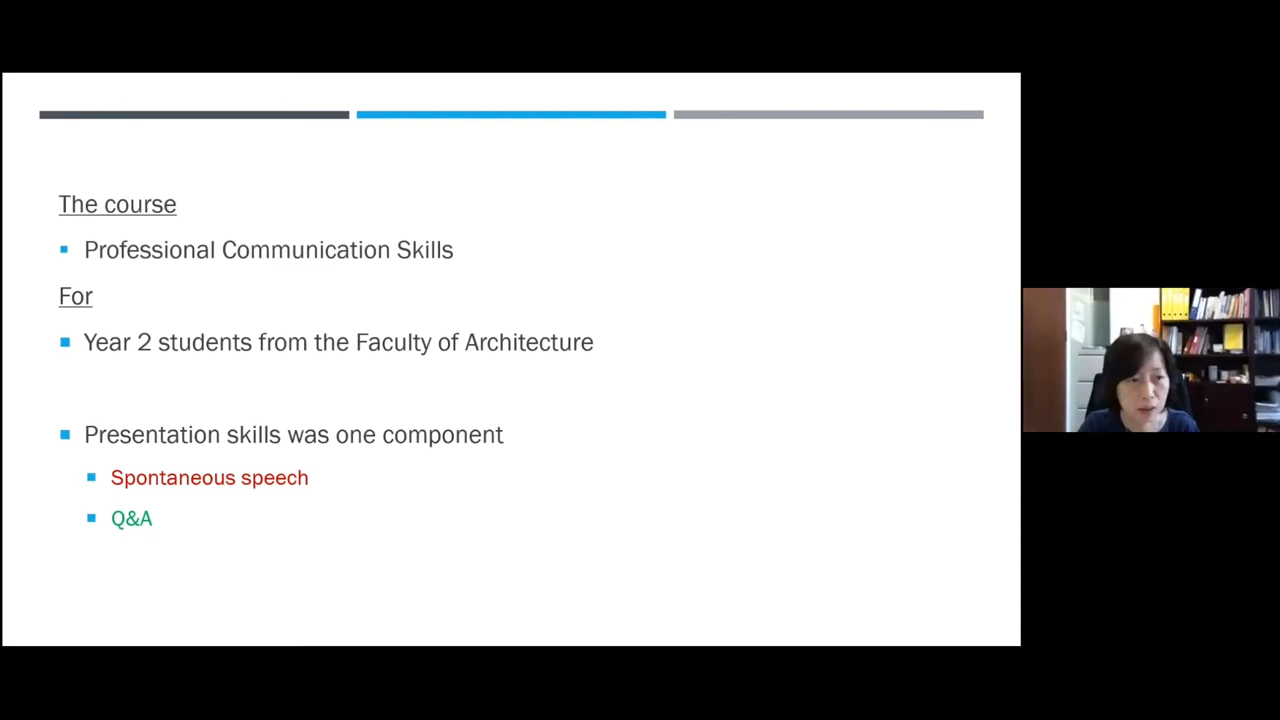 The course
Professional Communication Skills
For
Year 2 students from the Faculty of Architecture
Presentation skills was one component
Spontaneous speech
Q&A